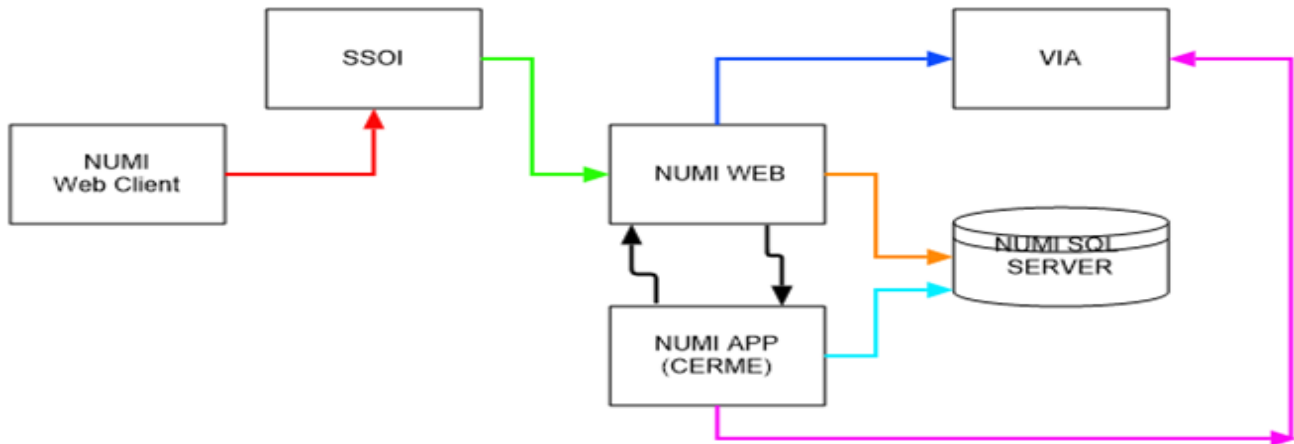 SSOI
VIA
NUMI
Web Client
NUMI WEB
NUMI SQL
SERVER
NUMI APP
(CERME)